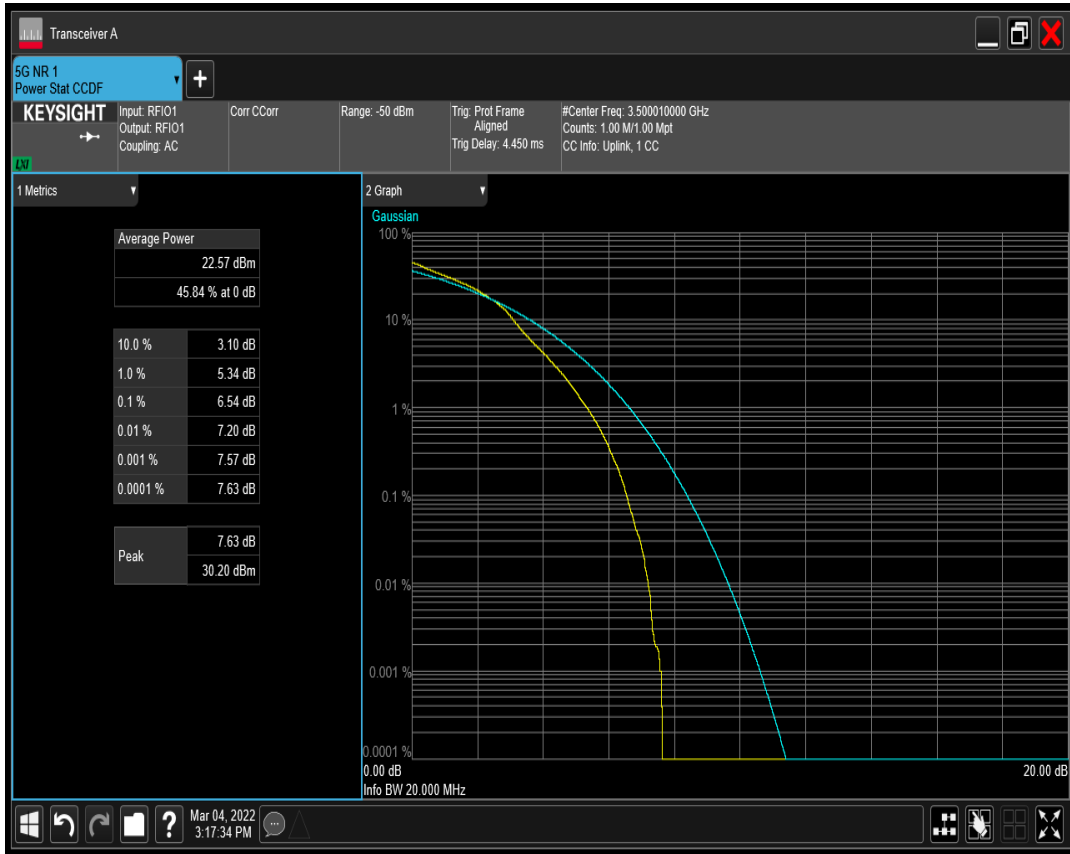 Transceiver A
5G NR 1
Power Stat CCDF
+
KEYSIGHT
LXI
Input: RFIO1
Output: RFIO1
Coupling: AC
Corr CCorr
Range: -50 dBm
Trig: Prot Frame
Aligned
Trig Delay: 4.450 ms
#Center Freq: 3.500010000 GHz
Counts: 1.00 M/1.00 Mpt
CC Info: Uplink, 1 CC
1 Metrics
Average Power
22.57 dBm
45.84 % at 0 dB
10.0 % 3.10 dB
1.0 % 5.34 dB
0.1 % 6.54 dB
0.01 % 7.20 dB
0.001 % 7.57 dB
0.0001 % 7.63 dB
Peak
7.63 dB
30.20 dBm
2 Graph
Gaussian
100 %
10 %
1 %
0.1 %
0.01 %
0.001 %
0.0001 %
0.00 dB 20.00 dB
Info BW 20.000 MHz
?
Mar 04, 2022
3:17:34 PM